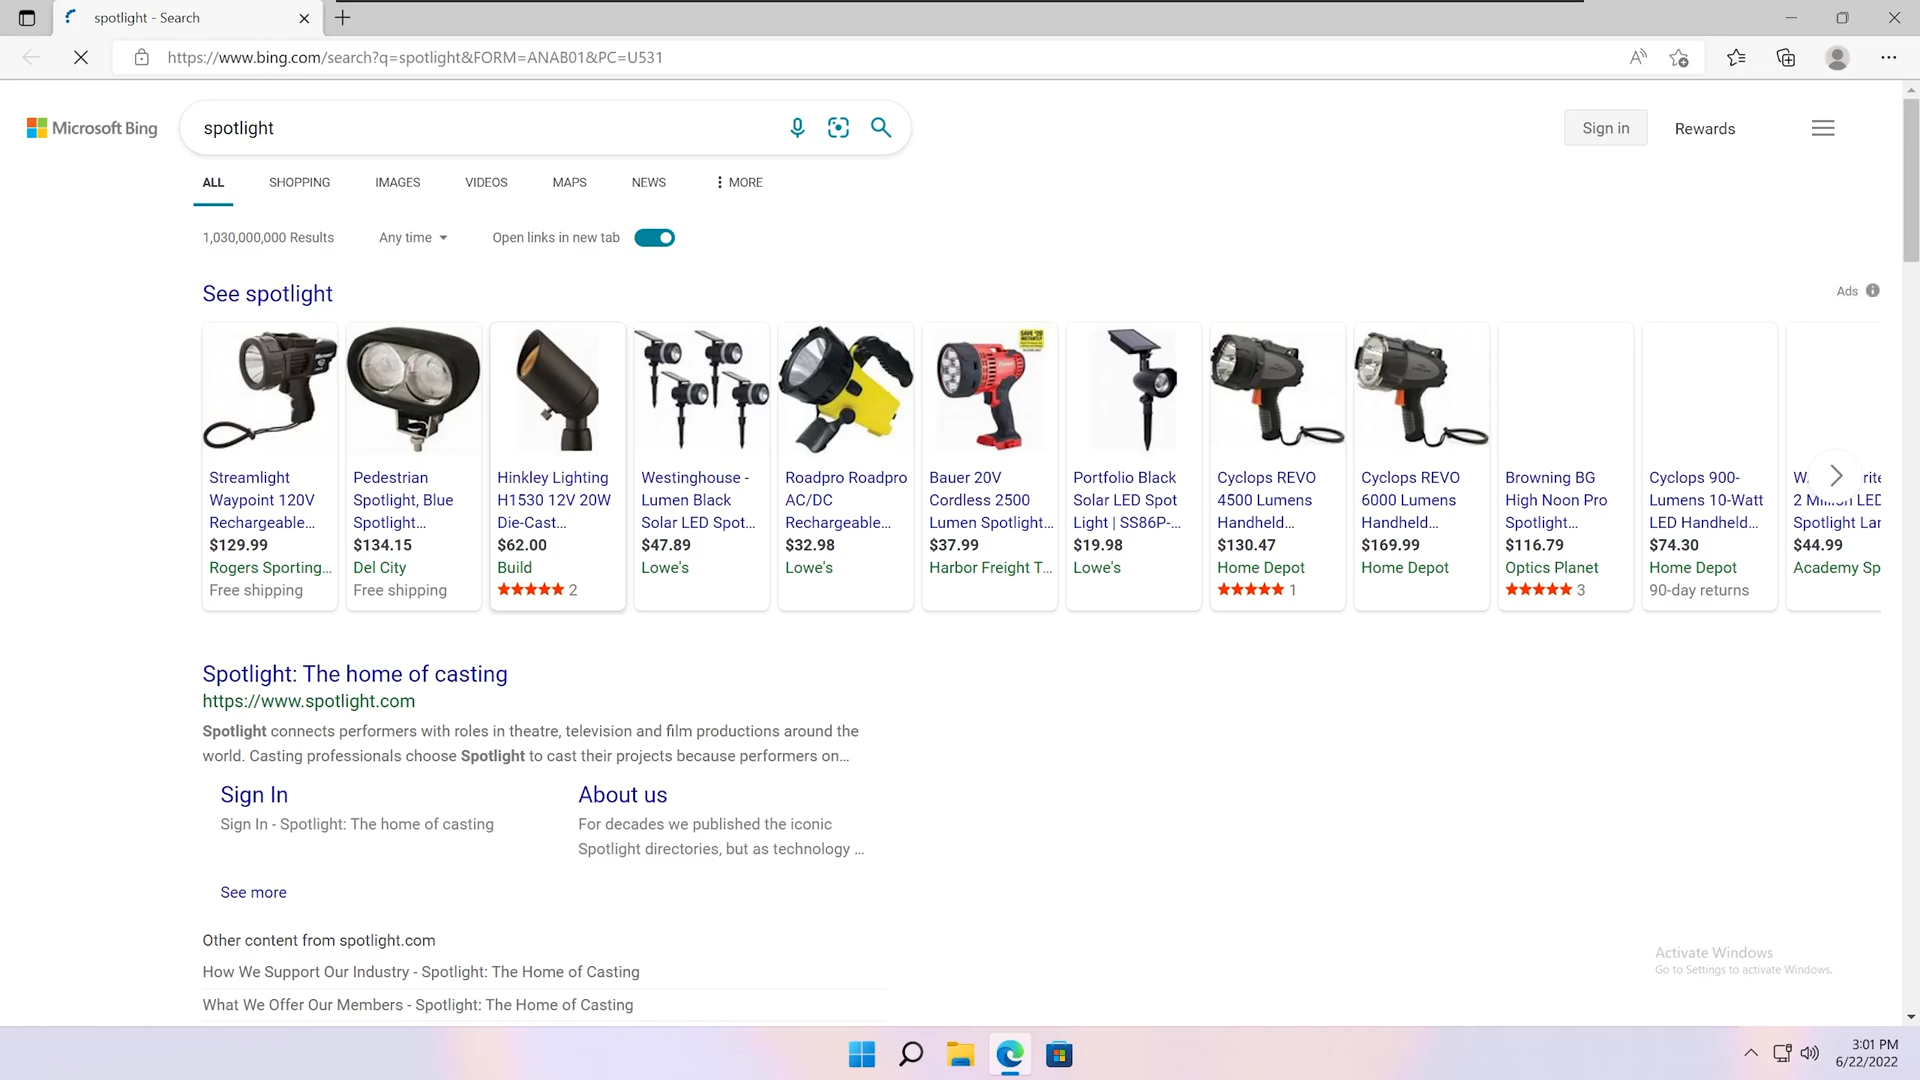 spotlight - Search
https://www.bing.com/search?q=spotlight&FORM=ANAB01&PC=U531
Microsoft Bing
spotlight
Sign in
Rewards
ALL
SHOPPING
IMAGES
VIDEOS
MAPS
NEWS
MORE
1,030,000,000 Results
Any time
Open links in new tab
See spotlight
Ads
SAVE $20
INSTANTLY
Streamlight
Waypoint 120V
Rechargeable...
$129.99
Rogers Sporting...
Free shipping
Pedestrian
Spotlight, Blue
Spotlight...
$134.15
Del City
Free shipping
Hinkley Lighting
H1530 12V 20W
Die-Cast...
$62.00
Build
2
Westinghouse -
Lumen Black
Solar LED Spot...
$47.89
Lowe's
Roadpro Roadpro
AC/DC
Rechargeable...
$32.98
Lowe's
Bauer 20V
Cordless 2500
Lumen Spotlight...
$37.99
Harbor Freight T...
Portfolio Black
Solar LED Spot
Light | SS86P-...
$19.98
Lowe's
Cyclops REVO
4500 Lumens
Handheld...
$130.47
Home Depot
1
Cyclops REVO
6000 Lumens
Handheld...
$169.99
Home Depot
Browning BG
High Noon Pro
Spotlight...
$116.79
Optics Planet
3
Cyclops 900-
Lumens 10-Watt
LED Handheld...
$74.30
Home Depot
90-day returns
2 Million LED
Spotlight Lar
$44.99
Academy Sp
Spotlight: The home of casting
https://www.spotlight.com
Spotlight connects performers with roles in theatre, television and film productions around the
world. Casting professionals choose Spotlight to cast their projects because performers on...
Sign In
Sign In - Spotlight: The home of casting
About us
For decades we published the iconic
Spotlight directories, but as technology ...
See more
Other content from spotlight.com
How We Support Our Industry - Spotlight: The Home of Casting
What We Offer Our Members - Spotlight: The Home of Casting
Activate Windows
Go to Settings to activate Windows.
3:01 PM
6/22/2022